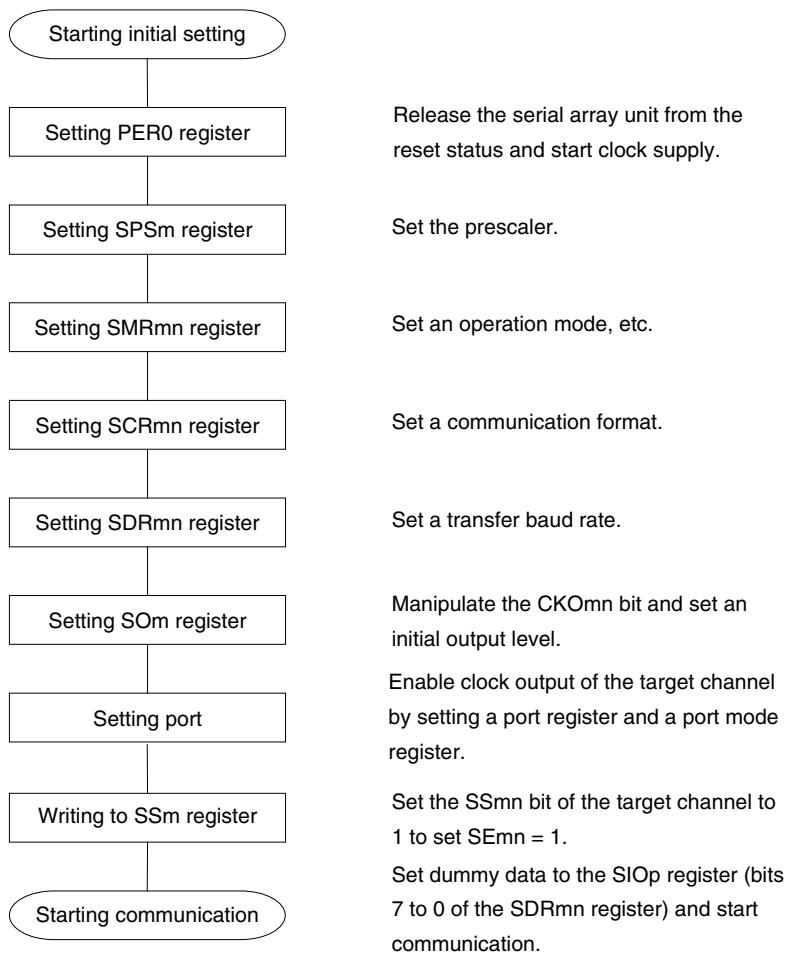 Starting initial setting
Setting PER0 register
Release the serial array unit from the
reset status and start clock supply.
Setting SPSm register
Set the prescaler.
Setting SMRmn register
Set an operation mode, etc.
Setting SCRmn register
Set a communication format.
Setting SDRmn register
Set a transfer baud rate.
Setting SOm register
Manipulate the CKOmn bit and set an
initial output level.
Setting port
Enable clock output of the target channel
by setting a port register and a port mode
register.
Writing to SSm register
Set the SSmn bit of the target channel to
1 to set SEmn = 1.
Starting communication
Set dummy data to the SIOp register (bits
7 to 0 of the SDRmn register) and start
communication.